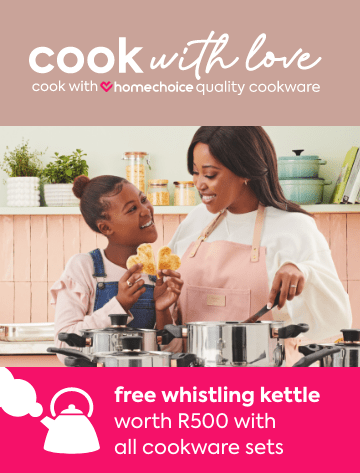 cook with love
cook with homechoice quality cookware
free whistling kettle
worth R500 with
all cookware sets